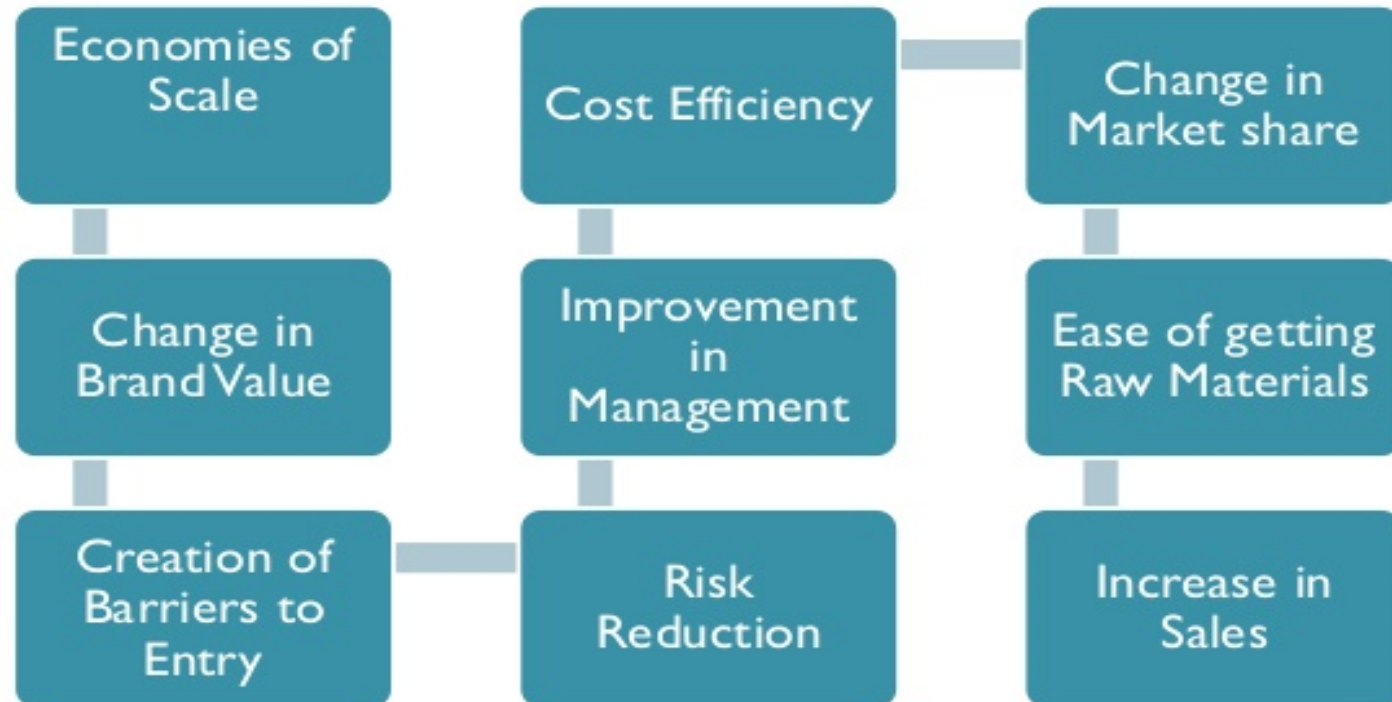 Economies of
Scale
Change in
Brand Value
Creation of
Barriers to
Entry
Risk
Reduction
Improvement
in
Management
Cost Efficiency
Change in
Market share
Ease of getting
Raw Materials
Increase in
Sales